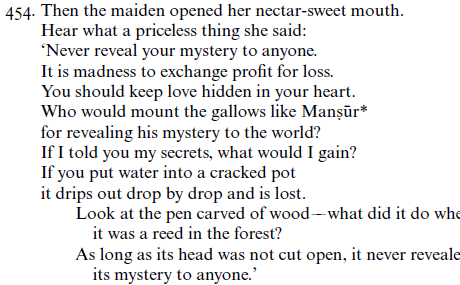 454. Then the maiden opened her nectar-sweet mouth.
Hear what a priceless thing she said:
‘Never reveal your mystery to anyone.
It is madness to exchange profit for loss.
You should keep love hidden in your heart.
Who would mount the gallows like Manṣūr*
for revealing his mystery to the world?
If I told you my secrets, what would I gain?
If you put water into a cracked pot
it drips out drop by drop and is lost.
Look at the pen carved of wood—what did it do whe
it was a reed in the forest?
As long as its head was not cut open, it never reveale
its mystery to anyone.’